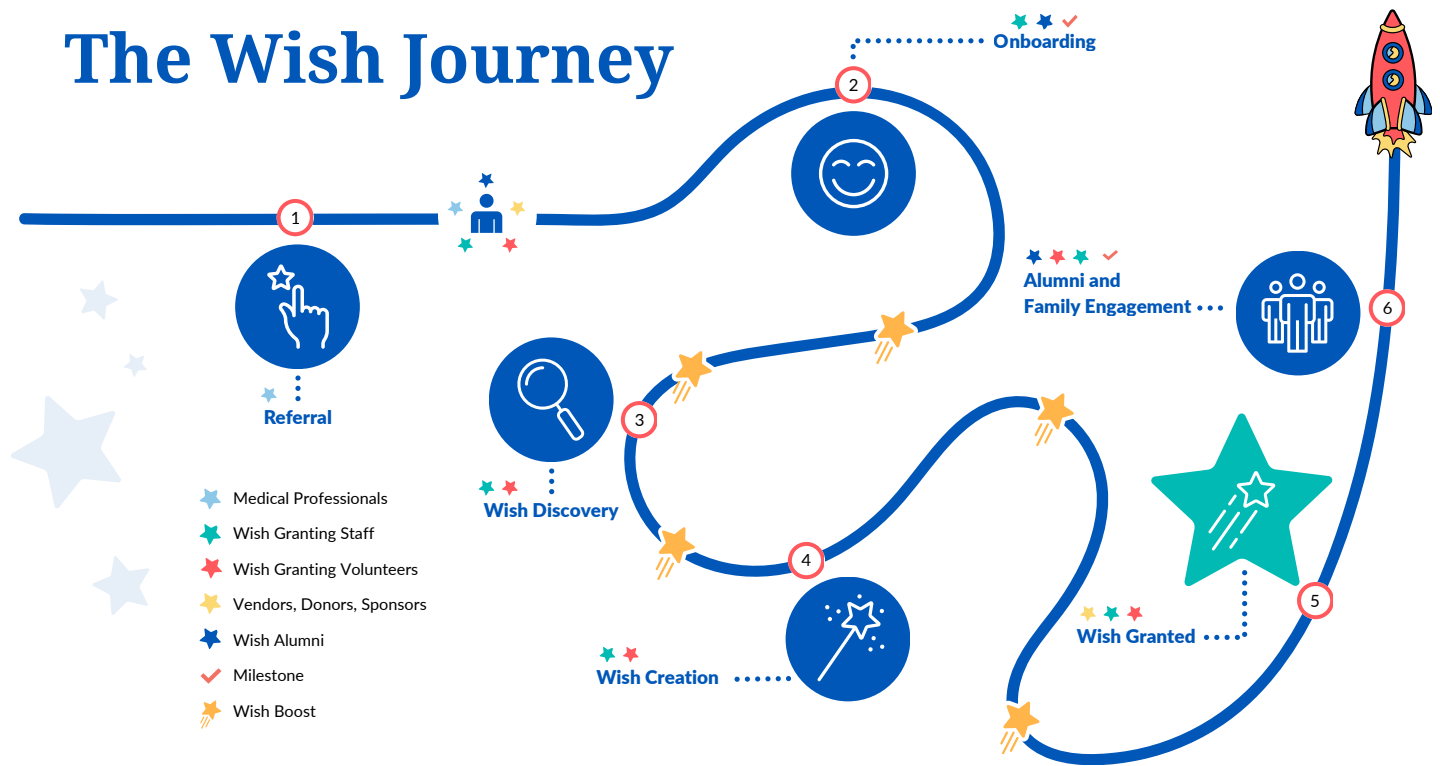 The Wish Journey
Onboarding
2
1
Alumni and
Family Engagement
6
Referral
3
Wish Discovery
4
5
Wish Granted
Wish Creation
Medical Professionals
Wish Granting Staff
Wish Granting Volunteers
Vendors, Donors, Sponsors
Wish Alumni
Milestone
Wish Boost